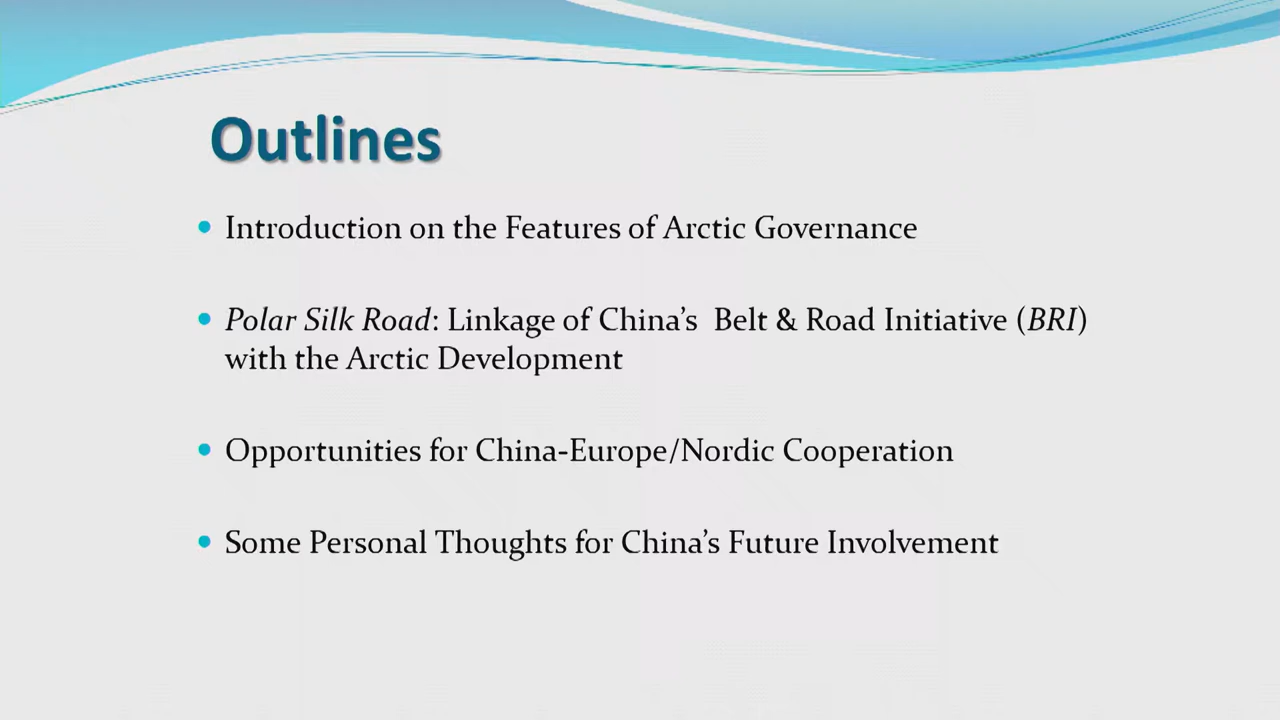 Outlines
Introduction on the Features of Arctic Governance
Polar Silk Road: Linkage of China’s Belt & Road Initiative (BRI)
with the Arctic Development
Opportunities for China-Europe/Nordic Cooperation
Some Personal Thoughts for China’s Future Involvement